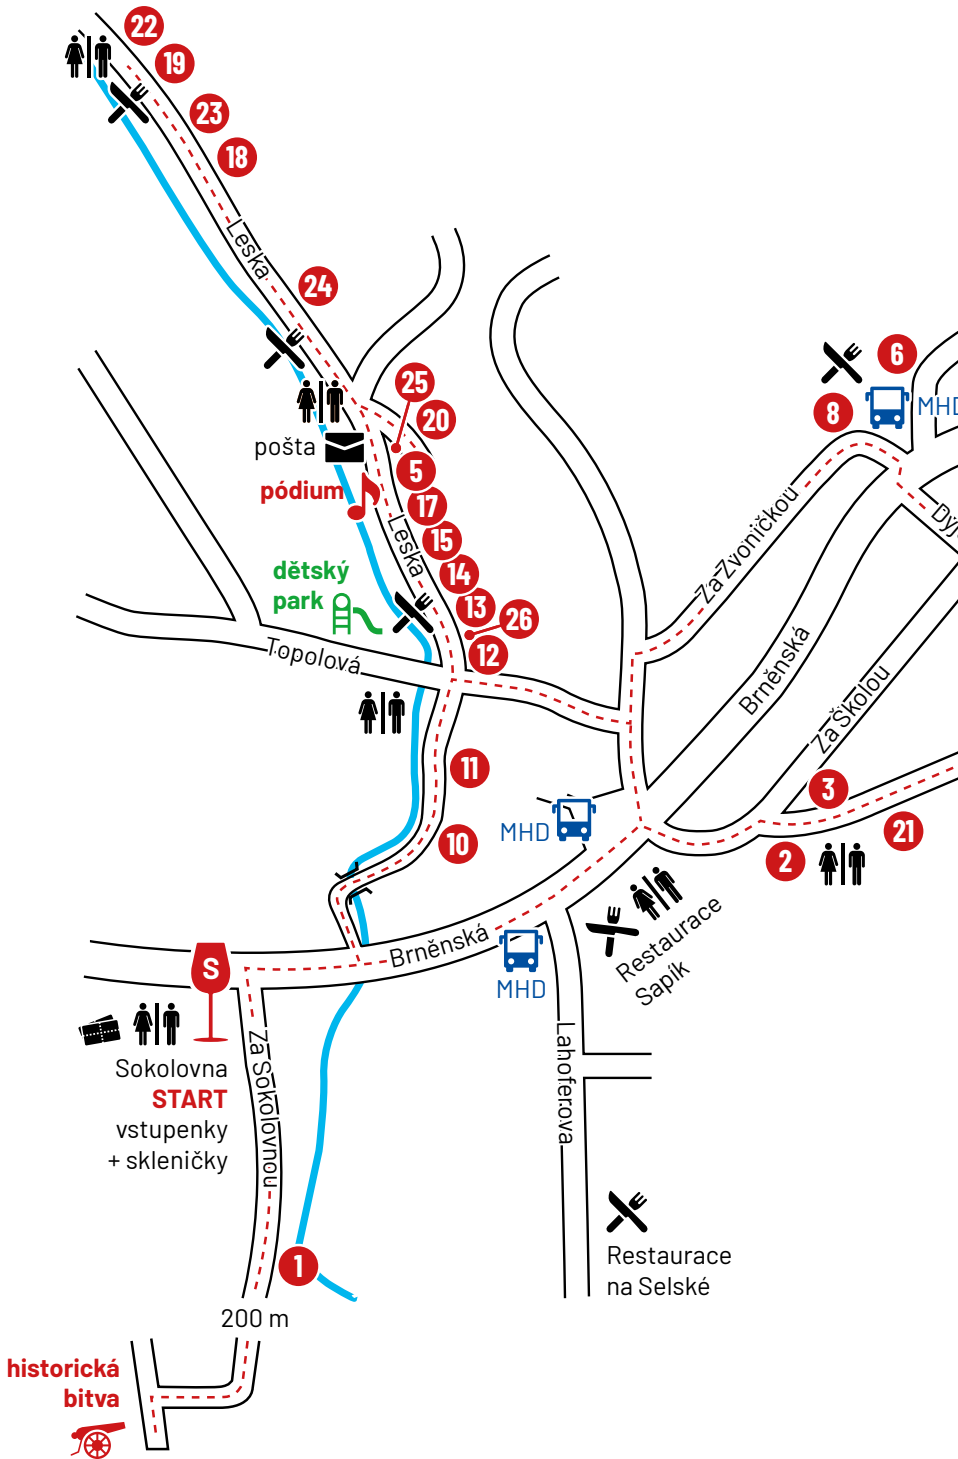 22
19
23
18
Leska
24
25
20
6
8
MHD
pošta
5
pódium
17
Leska
15
14
dětský
park
13
26
12
Topolová
Za Zvoničkou
Brněnská
Za Školou
3
21
2
11
MHD
10
Restaurace
Sapík
Brněnská
MHD
S
Sokolovna
START
vstupenky
+ skleničky
Za Sokolovnou
Lahoferova
Restaurace
na Selské
1
200 m
historická
bitva